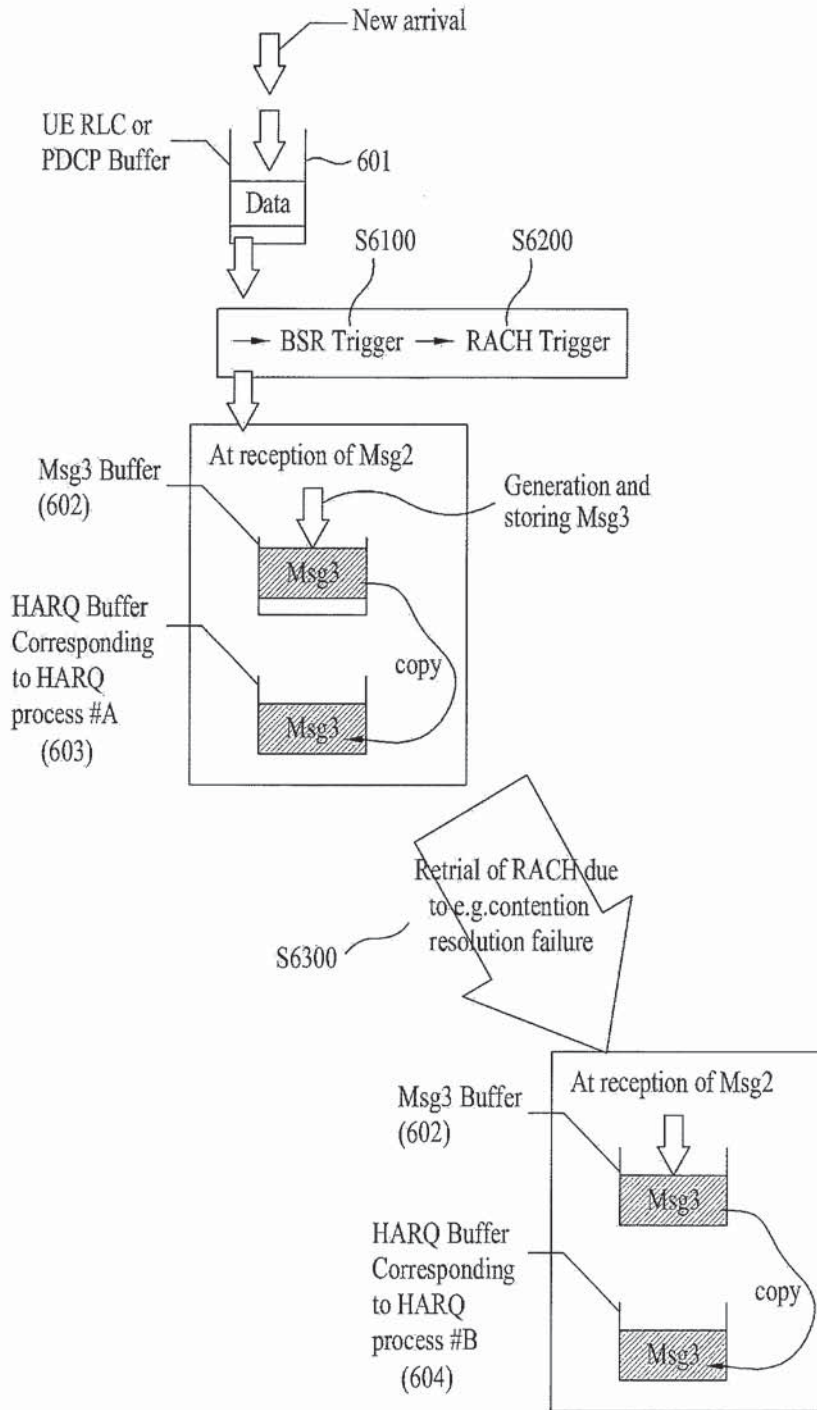 New arrival
UE RLC or
PDCP Buffer
601
Data
S6100
S6200
BSR Trigger
RACH Trigger
At reception of Msg2
Msg3 Buffer
(602)
Generation and
storing Msg3
Msg3
HARQ Buffer
Corresponding
to HARQ
process #A
(603)
copy
Msg3
Retrial of RACH due
to e.g.contention
resolution failure
S6300
At reception of Msg2
Msg3 Buffer
(602)
Msg3
HARQ Buffer
Corresponding
to HARQ
process #B
(604)
copy
Msg3